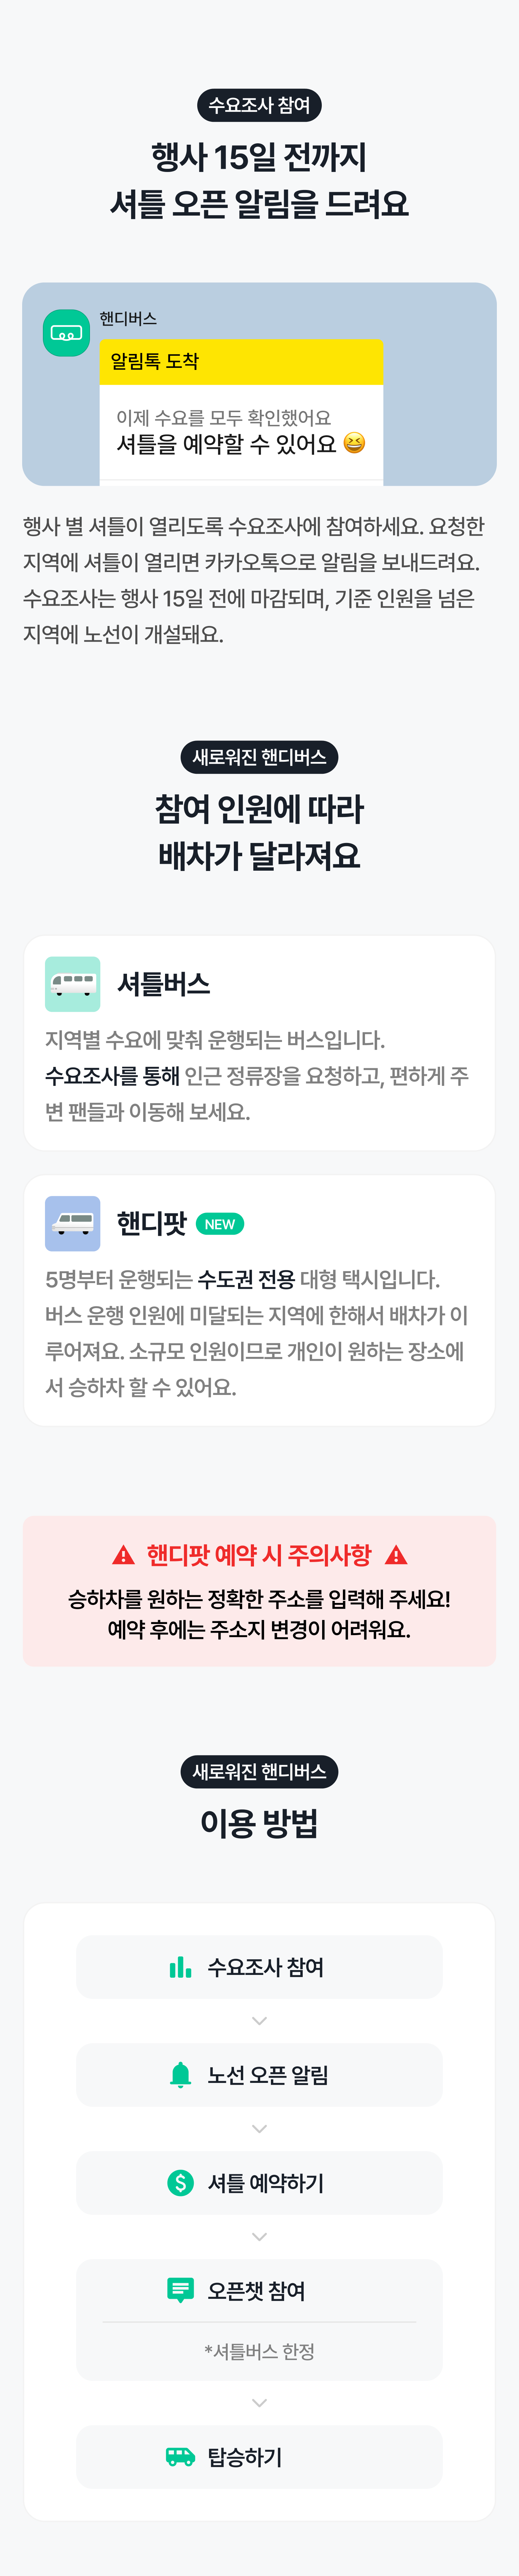 수요조사 참여
행사 15일 전까지
셔틀 오픈 알림을 드려요
핸디버스
알림톡 도착
이제 수요를 모두 확인했어요
셔틀을 예약할 수 있어요 😆
행사 별 셔틀이 열리도록 수요조사에 참여하세요. 요청한
지역에 셔틀이 열리면 카카오톡으로 알림을 보내드려요.
수요조사는 행사 15일 전에 마감되며, 기준 인원을 넘은
지역에 노선이 개설돼요.
새로워진 핸디버스
참여 인원에 따라
배차가 달라져요
셔틀버스
지역별 수요에 맞춰 운행되는 버스입니다.
수요조사를 통해 인근 정류장을 요청하고, 편하게 주
변 팬들과 이동해 보세요.
핸디팟 NEW
5명부터 운행되는 수도권 전용 대형 택시입니다.
버스 운행 인원에 미달되는 지역에 한해서 배차가 이
루어져요. 소규모 인원이므로 개인이 원하는 장소에
서 승하차 할 수 있어요.
핸디팟 예약 시 주의사항
승하차를 원하는 정확한 주소를 입력해 주세요!
예약 후에는 주소지 변경이 어려워요.
새로워진 핸디버스
이용 방법
수요조사 참여
노선 오픈 알림
셔틀 예약하기
오픈챗 참여
*셔틀버스 한정
탑승하기